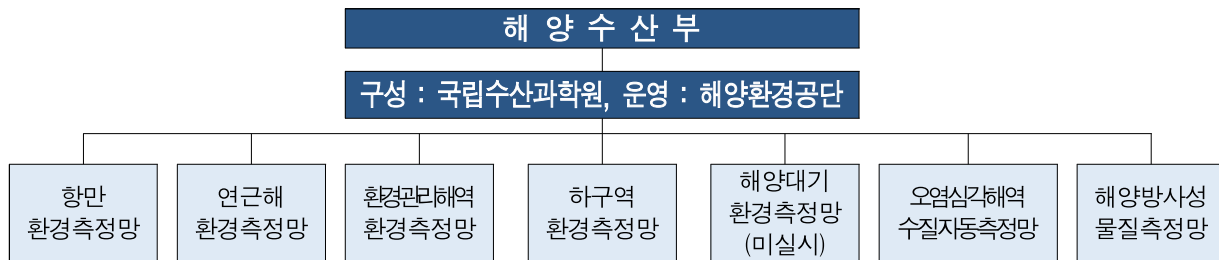 해 양 수 산 부
구성 : 국립수산과학원, 운영 : 해양환경공단
항만
환경측정망
연근해
환경측정망
환경관리해역
환경측정망
하구역
환경측정망
해양대기
환경측정망
(미실시)
오염심각해역
수질자동측정망
해양방사성
물질측정망